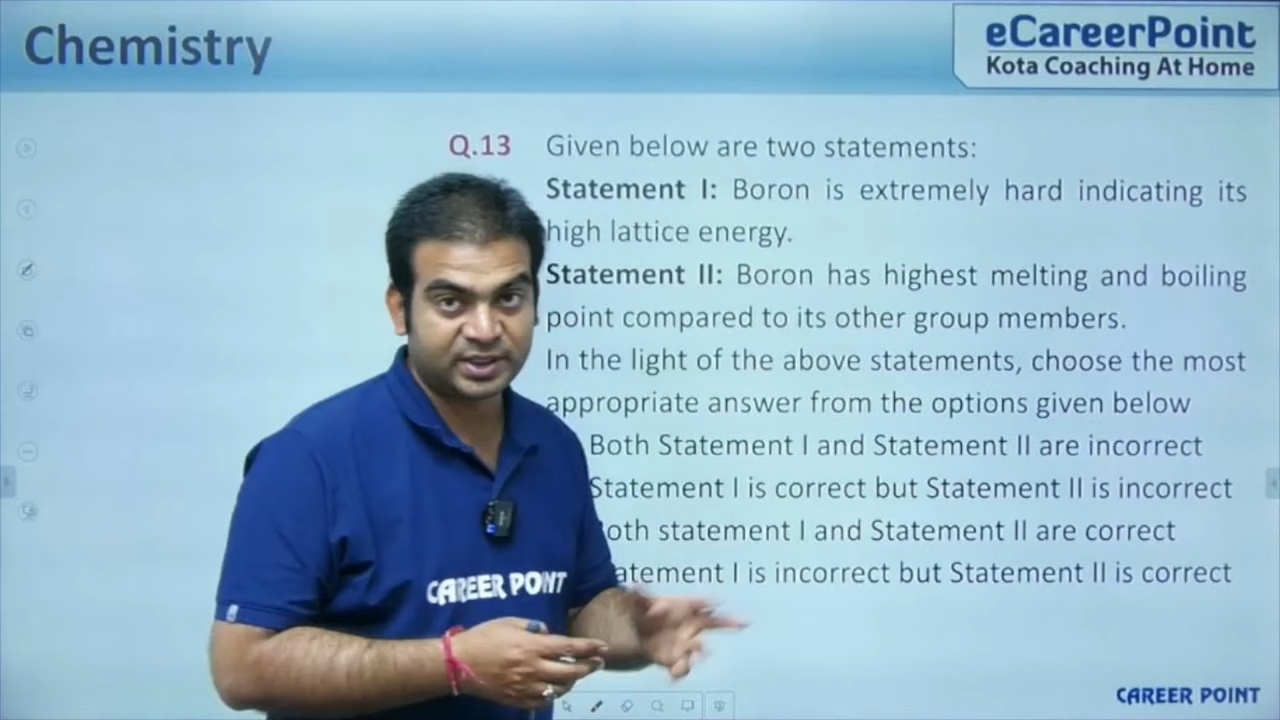 Chemistry
eCareerPoint
Kota Coaching At Home
Q.13 Given below are two statements:
Statement I: Boron is extremely hard indicating its
high lattice energy.
Statement II: Boron has highest melting and boiling
point compared to its other group members.
In the light of the above statements, choose the most
appropriate answer from the options given below
Both Statement I and Statement II are incorrect
Statement I is correct but Statement II is incorrect
oth statement I and Statement II are correct
atement I is incorrect but Statement II is correct
CAREER POINT
CAREER POINT